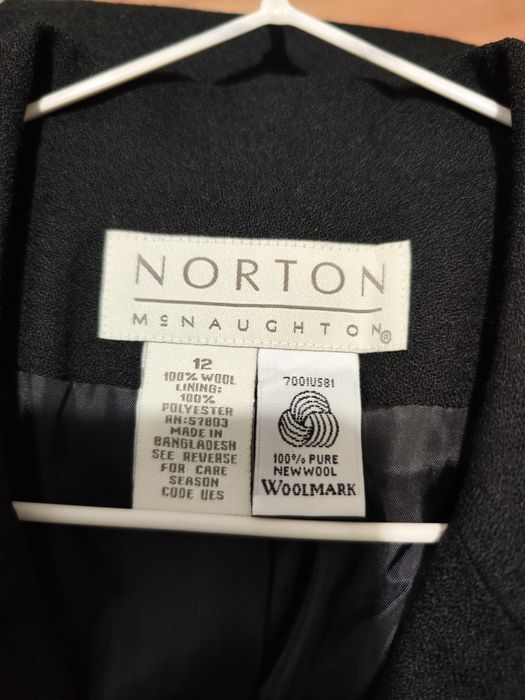 NORTON
McNAUGHTON®
12
100% WOOL
LINING:
100%
POLYESTER
RN:57803
MADE IN
BANGLADESH
SEE REVERSE
FOR CARE
SEASON
CODE UES
7001US81
100% PURE
NEW WOOL
WOOLMARK